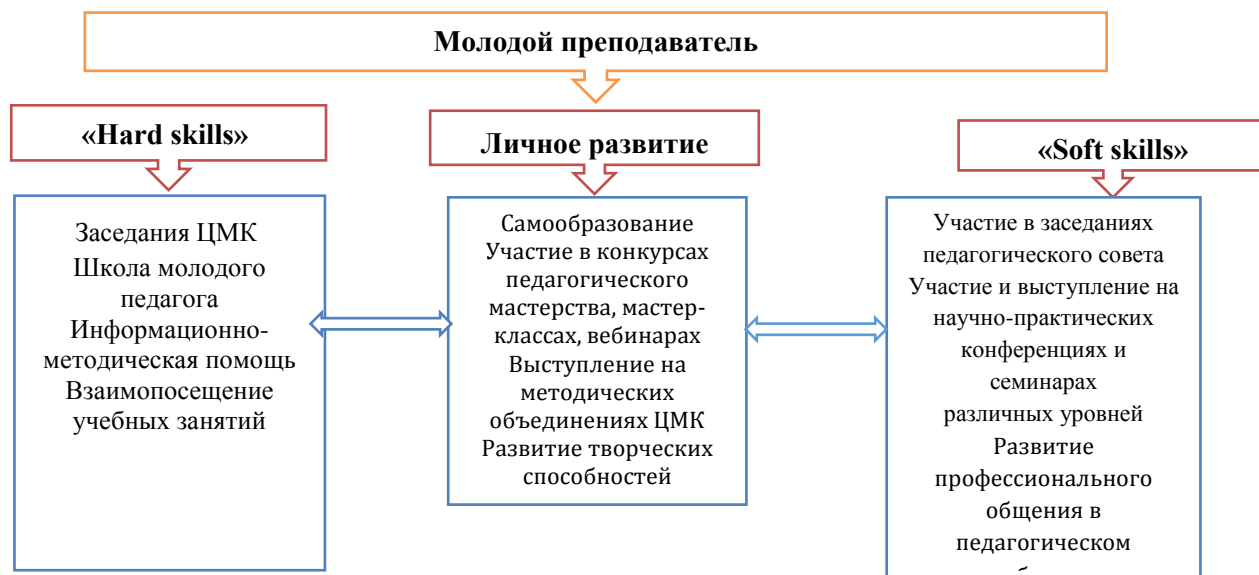 Молодой преподаватель
«Hard skills»
Личное развитие
«Soft skills»
Заседания ЦМК
Школа молодого
педагога
Информационно-
методическая помощь
Взаимопосещение
учебных занятий
Самообразование
Участие в конкурсах
педагогического
мастерства, мастер-
классах, вебинарах
Выступление на
методических
объединениях ЦМК
Развитие творческих
способностей
Участие в заседаниях
педагогического совета
Участие и выступление на
научно-практических
конференциях и
семинарах
различных уровней
Развитие
профессионального
общения в
педагогическом